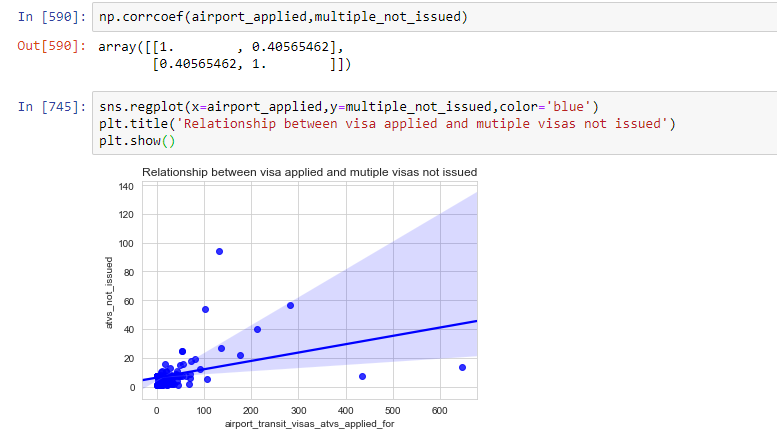 In [590]: np.corrcoef(airport_applied,multiple_not_issued)
Out[590]: array([[1.        , 0.40565462],
[0.40565462, 1.        ]])
In [745]: sns.regplot(x=airport_applied,y=multiple_not_issued,color='blue')
plt.title('Relationship between visa applied and mutiple visas not issued')
plt.show()
Relationship between visa applied and mutiple visas not issued
140
120
100
80
60
40
20
0
atvs_not_issued
0 100 200 300 400 500 600
airport_transit_visas_atvs_applied_for